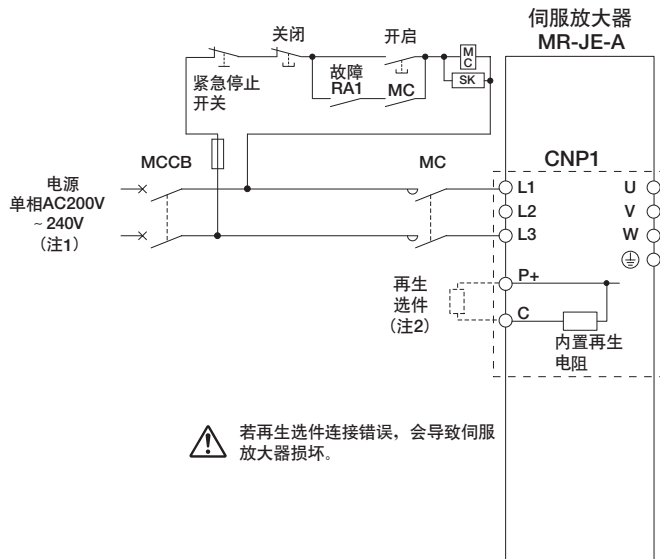 伺服放大器
MR-JE-A
关闭
开启
M
C
SK
紧急停止
开关
故障
RA1
MC
MCCB
MC
CNP1
电源
单相AC200V
~ 240V
（注1）
L1
U
L2
V
L3
W
再生
选件
（注2）
P+
C
内置再生
电阻
若再生选件连接错误，会导致伺服
放大器损坏。